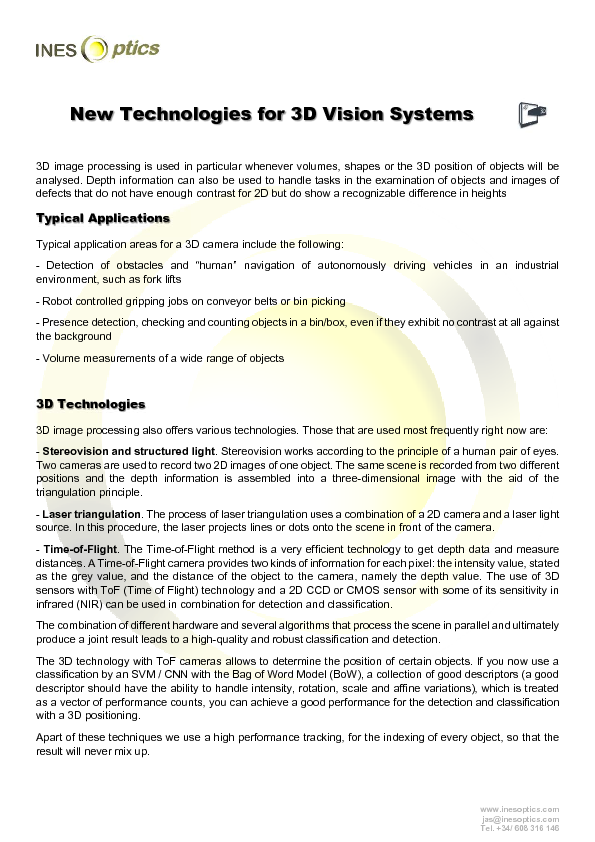 INES Optics
New Technologies for 3D Vision Systems
3D image processing is used in particular whenever volumes, shapes or the 3D position of objects will be
analysed. Depth information can also be used to handle tasks in the examination of objects and images of
defects that do not have enough contrast for 2D but do show a recognizable difference in heights
Typical Applications
Typical application areas for a 3D camera include the following:
- Detection of obstacles and “human” navigation of autonomously driving vehicles in an industrial
environment, such as fork lifts
- Robot controlled gripping jobs on conveyor belts or bin picking
- Presence detection, checking and counting objects in a bin/box, even if they exhibit no contrast at all against
the background
- Volume measurements of a wide range of objects
3D Technologies
3D image processing also offers various technologies. Those that are used most frequently right now are:
- Stereovision and structured light. Stereovision works according to the principle of a human pair of eyes.
Two cameras are used to record two 2D images of one object. The same scene is recorded from two different
positions and the depth information is assembled into a three-dimensional image with the aid of the
triangulation principle.
- Laser triangulation. The process of laser triangulation uses a combination of a 2D camera and a laser light
source. In this procedure, the laser projects lines or dots onto the scene in front of the camera.
- Time-of-Flight. The Time-of-Flight method is a very efficient technology to get depth data and measure
distances. A Time-of-Flight camera provides two kinds of information for each pixel: the intensity value, stated
as the grey value, and the distance of the object to the camera, namely the depth value. The use of 3D
sensors with ToF (Time of Flight) technology and a 2D CCD or CMOS sensor with some of its sensitivity in
infrared (NIR) can be used in combination for detection and classification.
The combination of different hardware and several algorithms that process the scene in parallel and ultimately
produce a joint result leads to a high-quality and robust classification and detection.
The 3D technology with ToF cameras allows to determine the position of certain objects. If you now use a
classification by an SVM / CNN with the Bag of Word Model (BoW), a collection of good descriptors (a good
descriptor should have the ability to handle intensity, rotation, scale and affine variations), which is treated
as a vector of performance counts, you can achieve a good performance for the detection and classification
with a 3D positioning.
Apart of these techniques we use a high performance tracking, for the indexing of every object, so that the
result will never mix up.
www.inesoptics.com
jas@inesoptics.com
Tel. +34/ 608 316 146